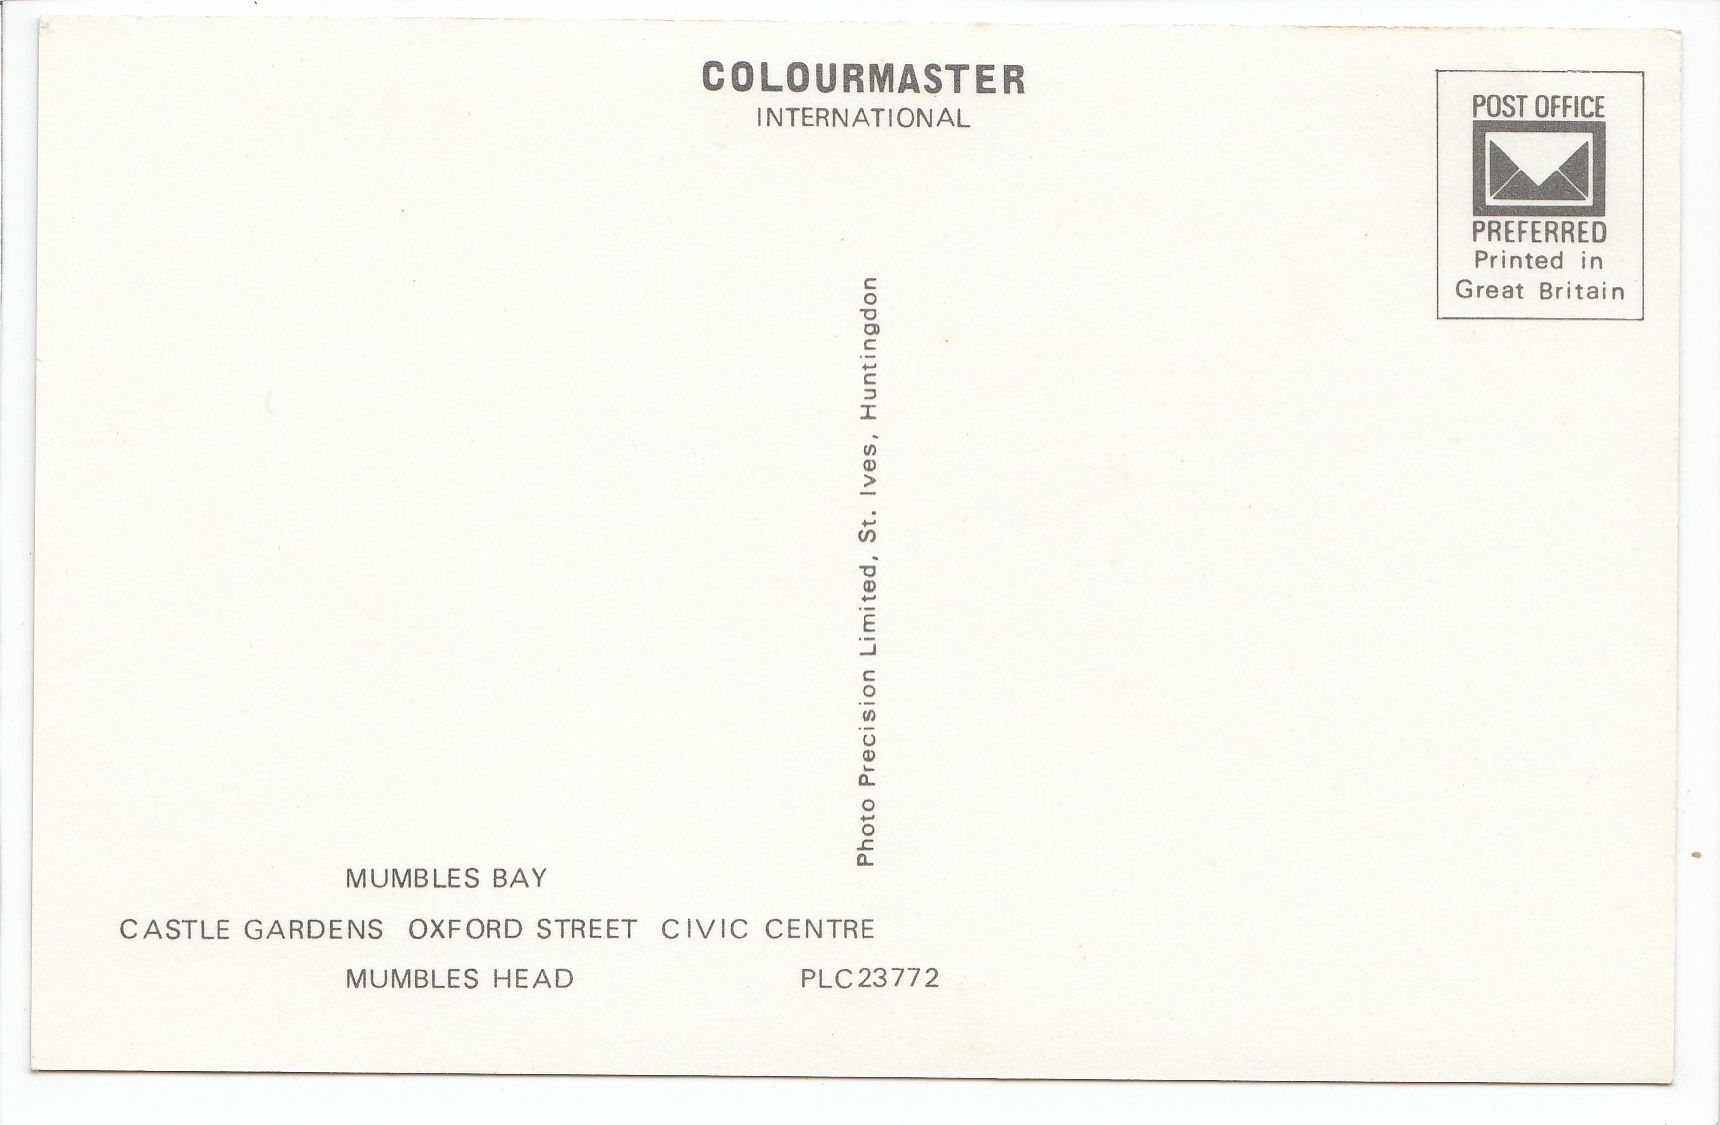 COLOURMASTER
INTERNATIONAL
POST OFFICE
PREFERRED
Printed in
Great Britain
Photo Precision Limited, St. Ives, Huntingdon
MUMBLES BAY
CASTLE GARDENS OXFORD STREET CIVIC CENTRE
MUMBLES HEAD PLC23772